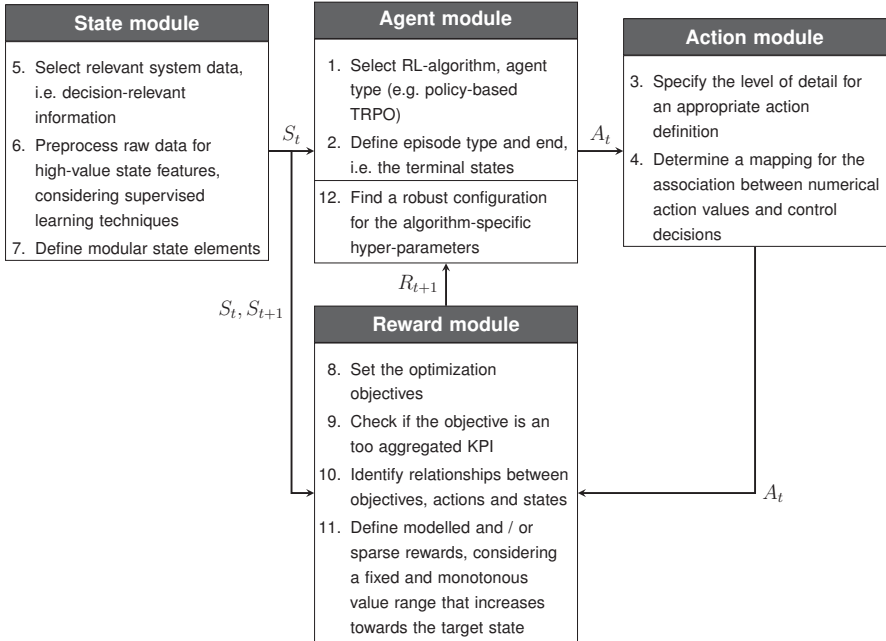 State module
5. Select relevant system data,
i.e. decision-relevant
information
6. Preprocess raw data for
high-value state features,
considering supervised
learning techniques
7. Define modular state elements
S_t
Agent module
1. Select RL-algorithm, agent
type (e.g. policy-based
TRPO)
2. Define episode type and end,
i.e. the terminal states
12. Find a robust configuration
for the algorithm-specific
hyper-parameters
A_t
Action module
3. Specify the level of detail for
an appropriate action
definition
4. Determine a mapping for the
association between numerical
action values and control
decisions
S_t, S_{t+1}
R_{t+1}
Reward module
8. Set the optimization
objectives
9. Check if the objective is an
too aggregated KPI
10. Identify relationships between
objectives, actions and states
11. Define modelled and / or
sparse rewards, considering
a fixed and monotonous
value range that increases
towards the target state
A_t